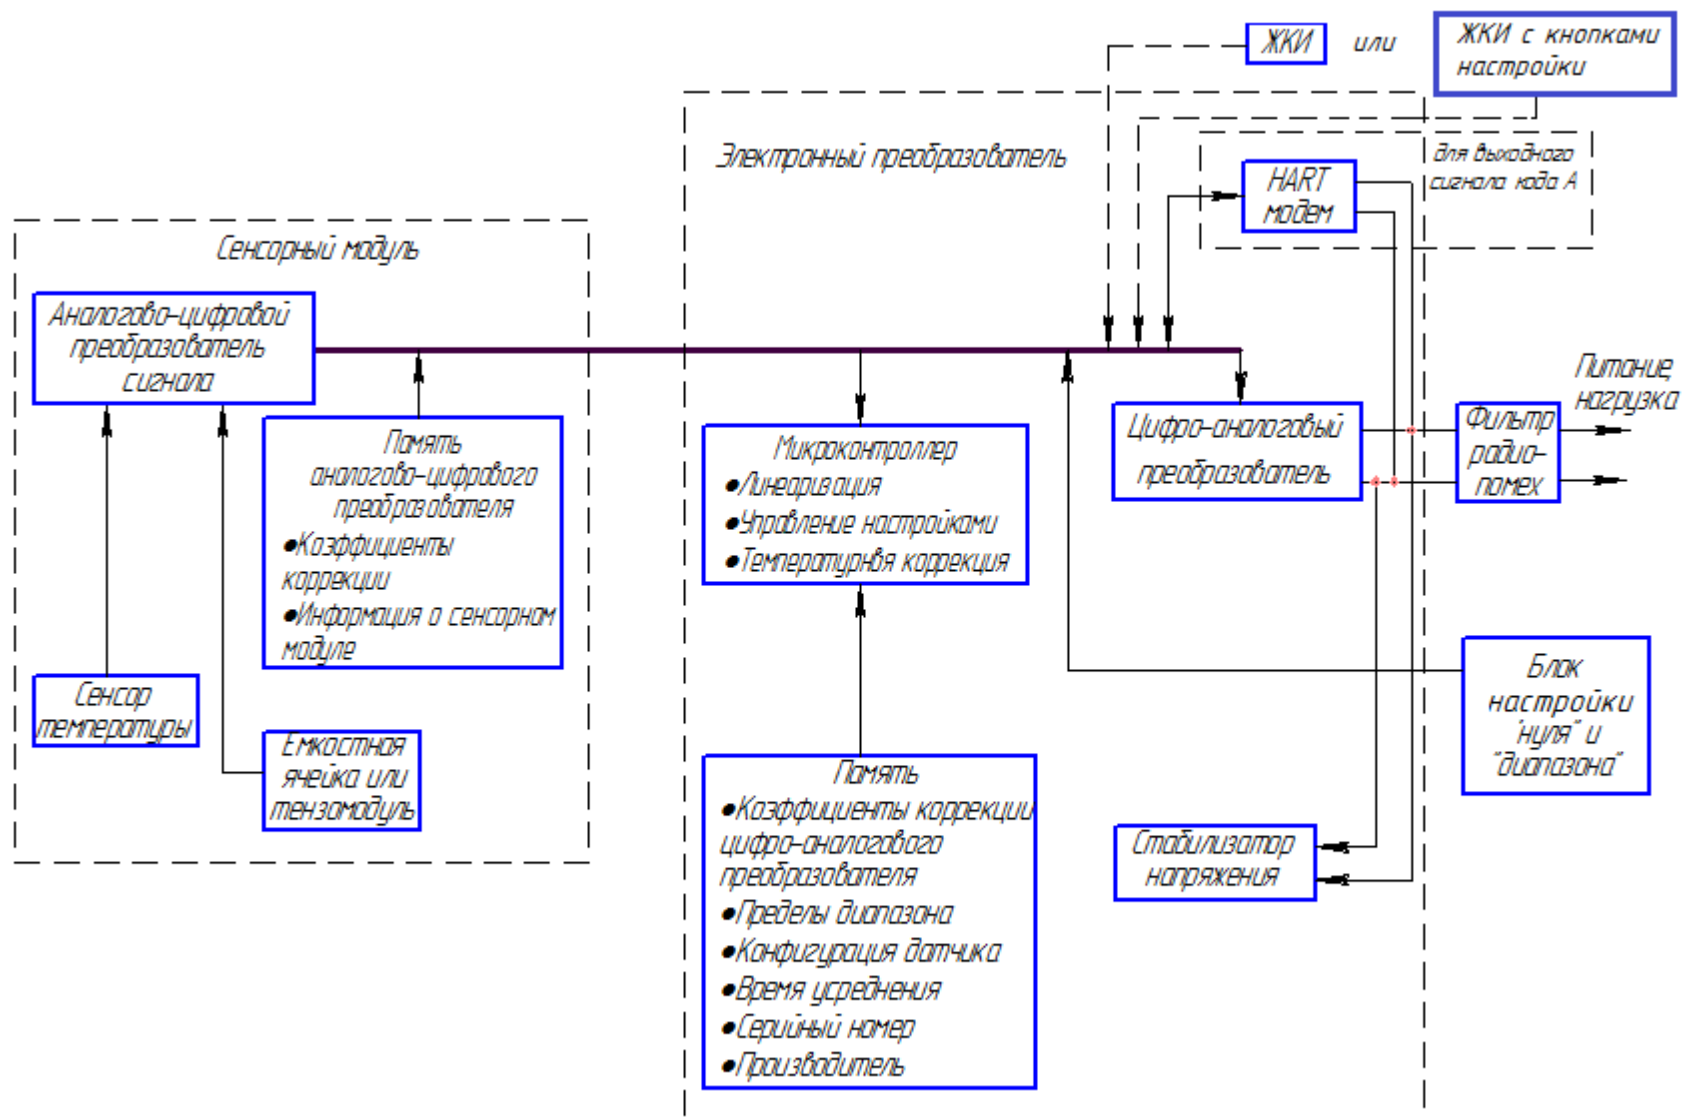 ЖКИ
или
ЖКИ с кнопками
настройки
Электронный преобразователь
для выходного
сигнала кода А
HART
модем
Сенсорный модуль
Аналогово-цифровой
преобразователь
сигнала
Память
аналогово-цифрового
преобразователя
●Коэффициенты
коррекции
●Информация о сенсорном
модуле
Сенсор
температуры
Емкостная
ячейка или
тензомодуль
Микроконтроллер
●Линеаризация
●Управление настройками
●Температурная коррекция
Цифро-аналоговый
преобразователь
Фильтр
радио-
помех
Питание,
нагрузка
Блок
настройки
"нуля" и
"диапазона"
Стабилизатор
напряжения
Память
●Коэффициенты коррекции
цифро-аналогового
преобразователя
●Пределы диапазона
●Конфигурация датчика
●Время усреднения
●Серийный номер
●Производитель